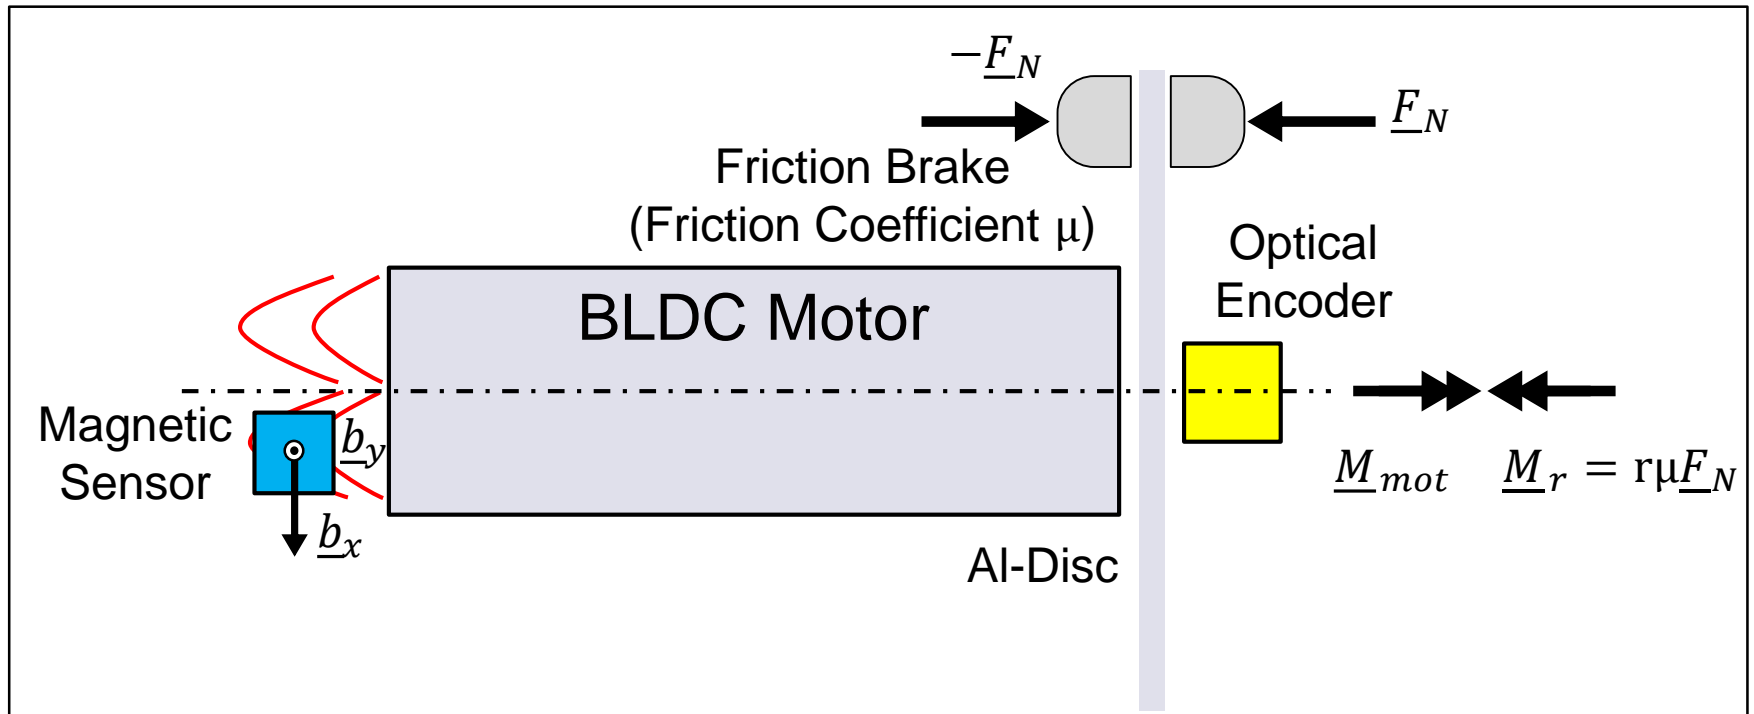 −F_N
F_N
Friction Brake
(Friction Coefficient μ)
Optical
Encoder
BLDC Motor
Magnetic
Sensor
b_y
b_x
M_mot
M_r = rμF_N
Al-Disc